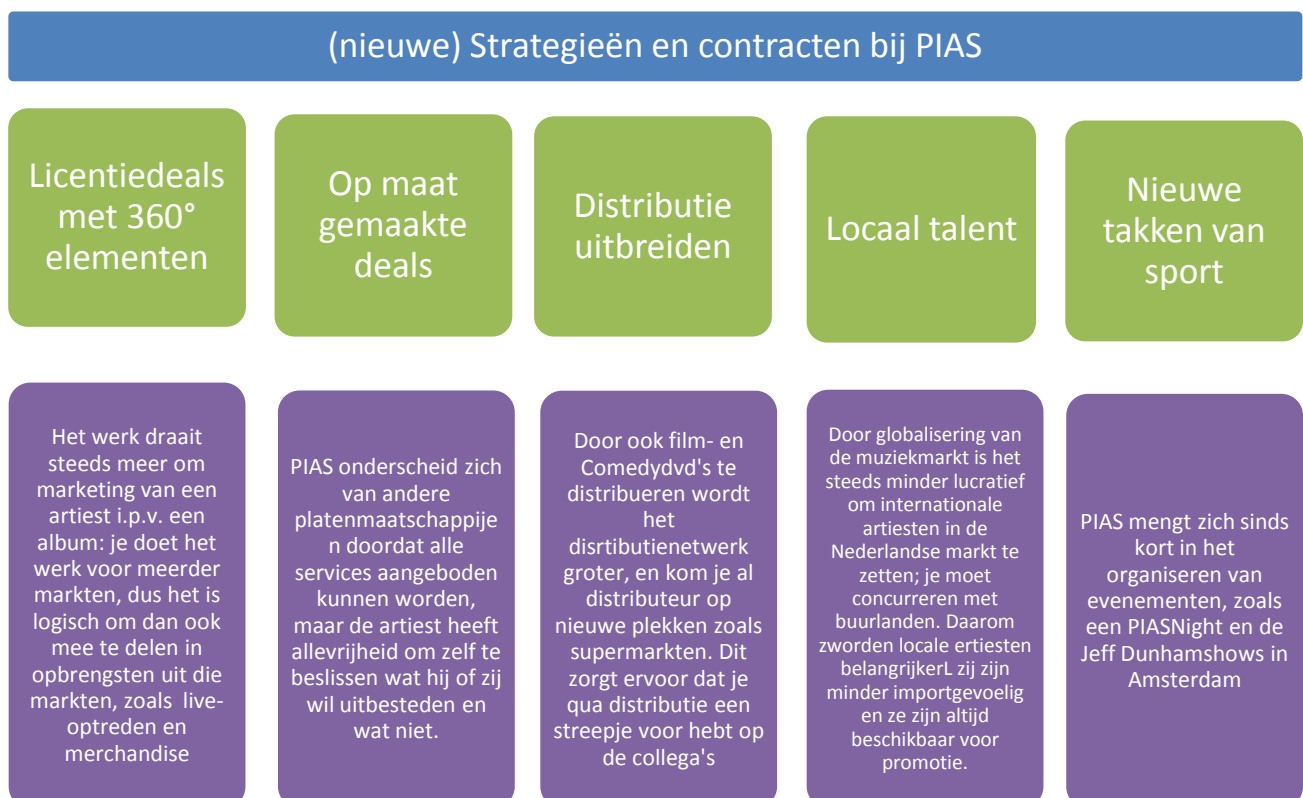 (nieuwe) Strategieën en contracten bij PIAS
Licentiedeals
met 360°
elementen
Op maat
gemaakte
deals
Distributie
uitbreiden
Locaal talent
Nieuwe
takken van
sport
Het werk draait
steeds meer om
marketing van een
artiest i.p.v. een
album: je doet het
werk voor meerder
markten, dus het is
logisch om dan ook
mee te delen in
opbrengsten uit die
markten, zoals live-
optreden en
merchandise
PIAS onderscheid zich
van andere
platenmaatschappije
n doordat alle
services aangeboden
kunnen worden,
maar de artiest heeft
allevrijheid om zelf te
beslissen wat hij of zij
wil uitbesteden en
wat niet.
Door ook film- en
Comedydvd's te
distribueren wordt
het
disrtibutienetwerk
groter, en kom je al
distributeur op
nieuwe plekken zoals
supermarkten. Dit
zorgt ervoor dat je
qua distributie een
streepje voor hebt op
de collega's
Door globalisering van
de muziekmarkt is het
steeds minder lucratief
om internationale
artiesten in de
Nederlandse markt te
zetten; je moet
concurreren met
buurlanden. Daarom
zworden locale ertiesten
belangrijkerL zij zijn
minder importgevoelig
en ze zijn altijd
beschikbaar voor
promotie.
PIAS mengt zich sinds
kort in het
organiseren van
evenementen, zoals
een PIASNight en de
Jeff Dunhamshows in
Amsterdam